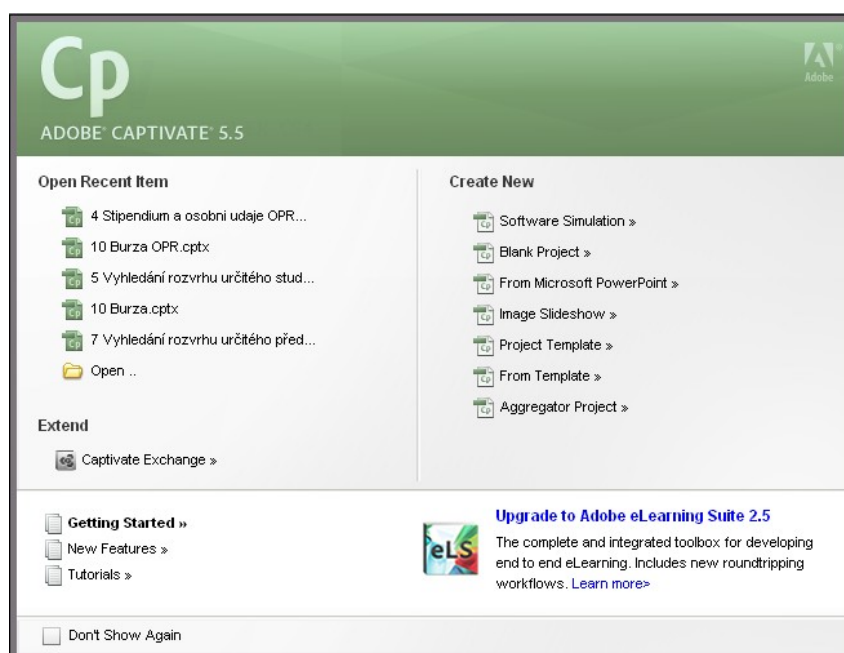 Cp
Adobe
ADOBE® CAPTIVATE® 5.5
Open Recent Item
4 Stipendium a osobni udaje OPR...
10 Burza OPR.cptx
5 Vyhledání rozvrhu určitého stud...
10 Burza.cptx
7 Vyhledání rozvrhu určitého před...
Open ..
Extend
Captivate Exchange »
Create New
Software Simulation »
Blank Project »
From Microsoft PowerPoint »
Image Slideshow »
Project Template »
From Template »
Aggregator Project »
Getting Started »
New Features »
Tutorials »
eLS
Upgrade to Adobe eLearning Suite 2.5
The complete and integrated toolbox for developing
end to end eLearning. Includes new roundtripping
workflows. Learn more>
Don't Show Again